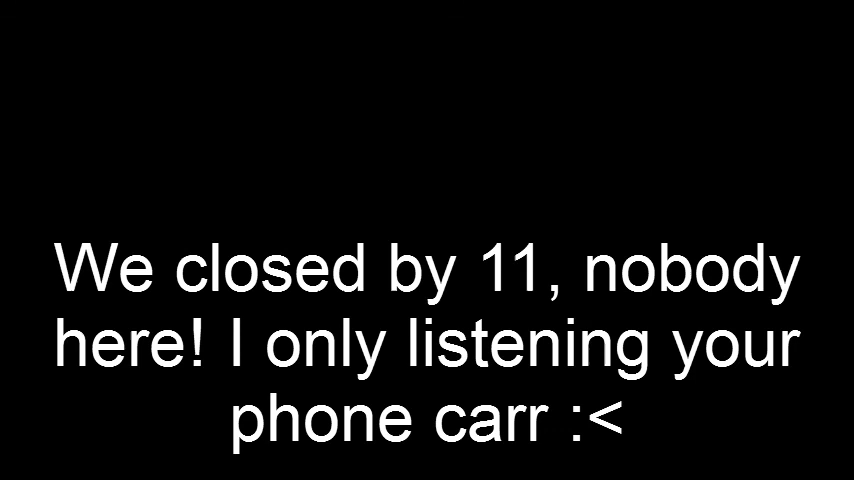 We closed by 11, nobody
here! I only listening your
phone carr :<